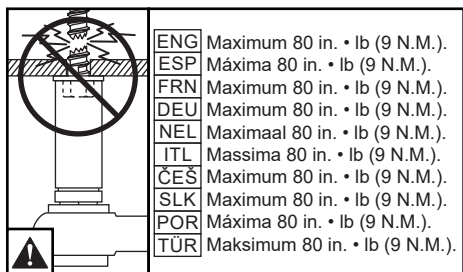 ENG Maximum 80 in. • lb (9 N.M.).
ESP Máxima 80 in. • lb (9 N.M.).
FRN Maximum 80 in. • lb (9 N.M.).
DEU Maximum 80 in. • lb (9 N.M.).
NEL Maximaal 80 in. • lb (9 N.M.).
ITL Massima 80 in. • lb (9 N.M.).
ČEŠ Maximum 80 in. • lb (9 N.M.).
SLK Maximum 80 in. • lb (9 N.M.).
POR Máxima 80 in. • lb (9 N.M.).
TÜR Maksimum 80 in. • lb (9 N.M.).